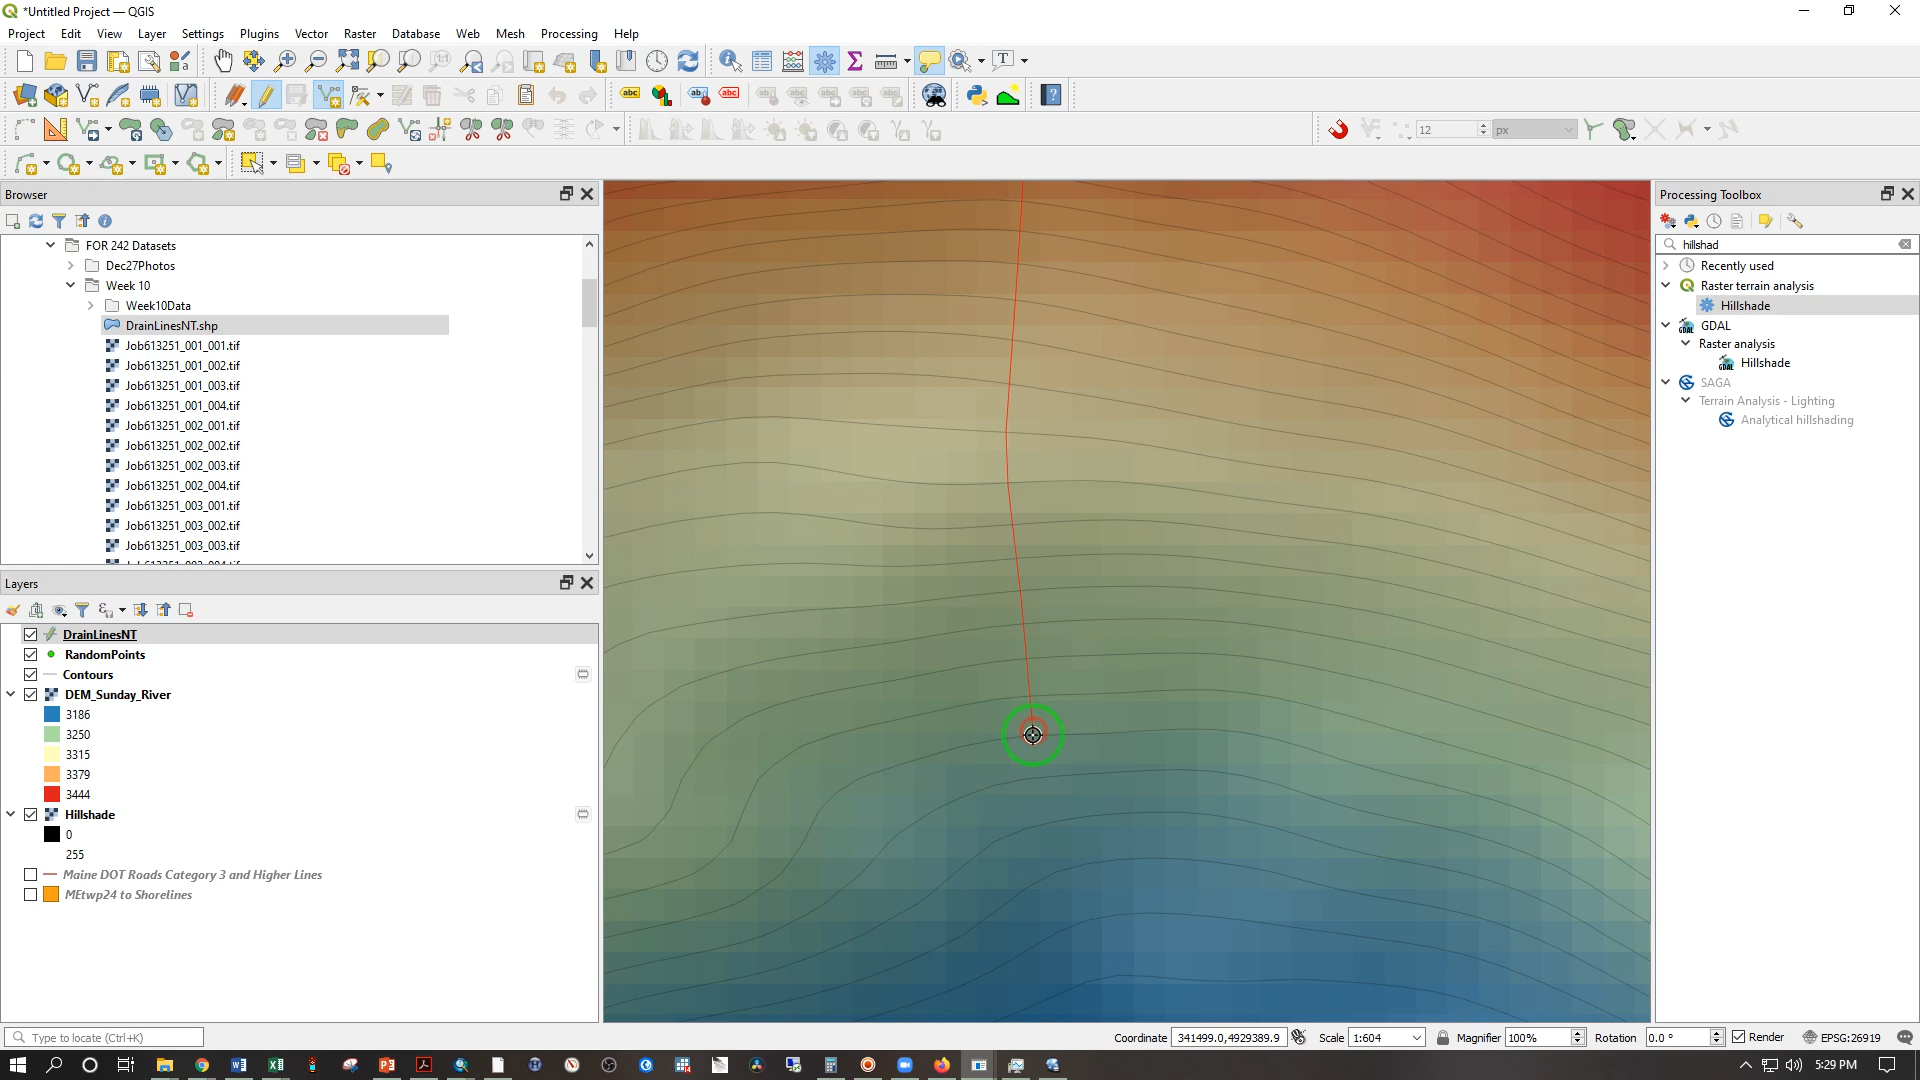 *Untitled Project — QGIS
Project Edit View Layer Settings Plugins Vector Raster Database Web Mesh Processing Help
12 px
Browser
FOR 242 Datasets
Dec27Photos
Week 10
Week10Data
DrainLinesNT.shp
Job613251_001_001.tif
Job613251_001_002.tif
Job613251_001_003.tif
Job613251_001_004.tif
Job613251_002_001.tif
Job613251_002_002.tif
Job613251_002_003.tif
Job613251_002_004.tif
Job613251_003_001.tif
Job613251_003_002.tif
Job613251_003_003.tif
Layers
DrainLinesNT
RandomPoints
Contours
DEM_Sunday_River
3186
3250
3315
3379
3444
Hillshade
0
255
Maine DOT Roads Category 3 and Higher Lines
MEtwp24 to Shorelines
Processing Toolbox
hillshad
Recently used
Raster terrain analysis
Hillshade
GDAL
Raster analysis
Hillshade
SAGA
Terrain Analysis - Lighting
Analytical hillshading
Type to locate (Ctrl+K)
Coordinate 341499.0,4929389.9 Scale 1:604 Magnifier 100% Rotation 0.0 ° Render EPSG:26919
5:29 PM